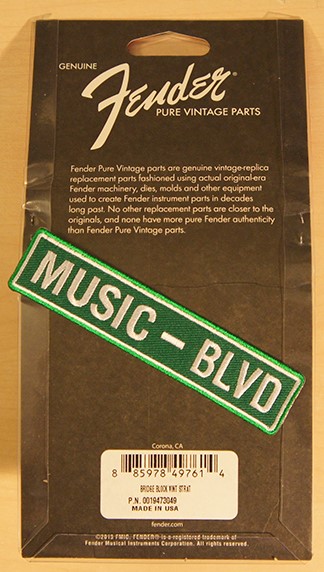 GENUINE
Fender®
PURE VINTAGE PARTS
Fender Pure Vintage parts are genuine vintage-replica
replacement parts fashioned using actual original-era
Fender machinery, dies, molds and other equipment
used to create Fender instrument parts in decades
long past. No other replacement parts are closer to the
originals, and none have more pure Fender authenticity
than Fender Pure Vintage parts.
MUSIC - BLVD
Corona, CA
8 85978 49761 4
BRIDGE BLOCK VINT STRAT
P.N. 0019473049
MADE IN USA
fender.com
©2013 FMIC. FENDER® is a registered trademark of
Fender Musical Instruments Corporation. All rights reserved.